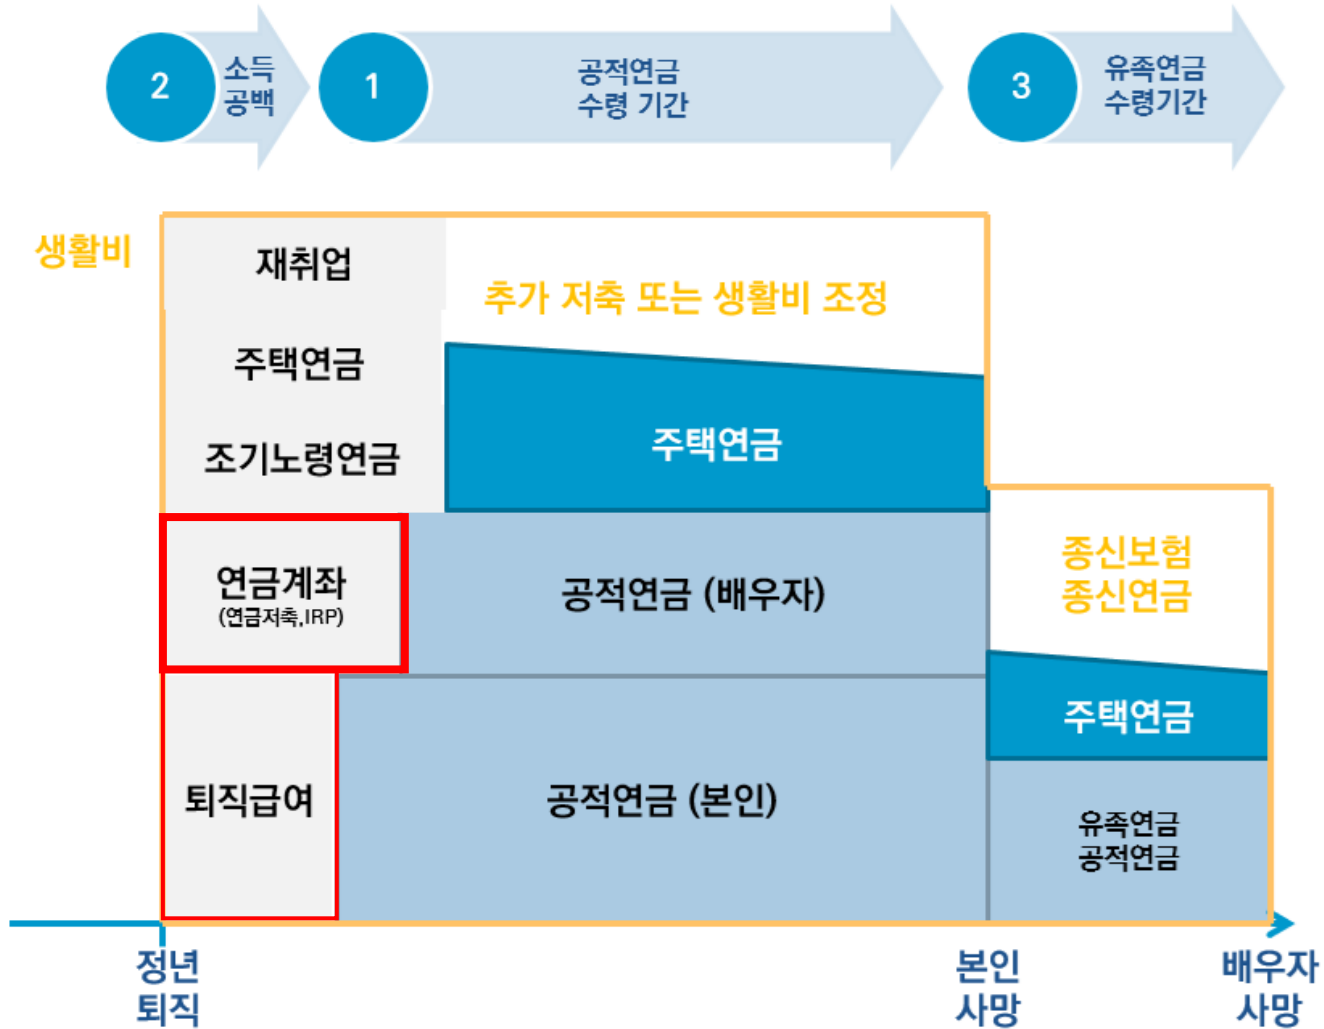 2
소득
공백
1
공적연금
수령 기간
3
유족연금
수령기간
생활비
재취업
추가 저축 또는 생활비 조정
주택연금
주택연금
조기노령연금
연금계좌
(연금저축,IRP)
공적연금 (배우자)
종신보험
종신연금
주택연금
퇴직급여
공적연금 (본인)
유족연금
공적연금
정년
퇴직
본인
사망
배우자
사망